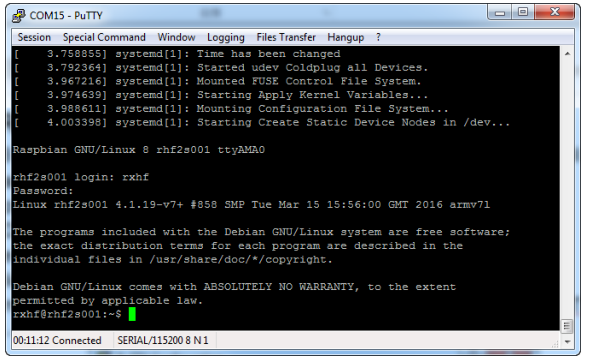 COM15 - PuTTY
Session Special Command Window Logging Files Transfer Hangup ?
[    3.758855] systemd[1]: Time has been changed
[    3.792364] systemd[1]: Started udev Coldplug all Devices.
[    3.967216] systemd[1]: Mounted FUSE Control File System.
[    3.974639] systemd[1]: Starting Apply Kernel Variables...
[    3.988611] systemd[1]: Mounting Configuration File System...
[    4.003398] systemd[1]: Starting Create Static Device Nodes in /dev...
Raspbian GNU/Linux 8 rhf2s001 ttyAMA0
rhf2s001 login: rxhf
Password:
Linux rhf2s001 4.1.19-v7+ #858 SMP Tue Mar 15 15:56:00 GMT 2016 armv7l
The programs included with the Debian GNU/Linux system are free software;
the exact distribution terms for each program are described in the
individual files in /usr/share/doc/*/copyright.
Debian GNU/Linux comes with ABSOLUTELY NO WARRANTY, to the extent
permitted by applicable law.
rxhf@rhf2s001:~$
00:11:12 Connected SERIAL/115200 8 N 1